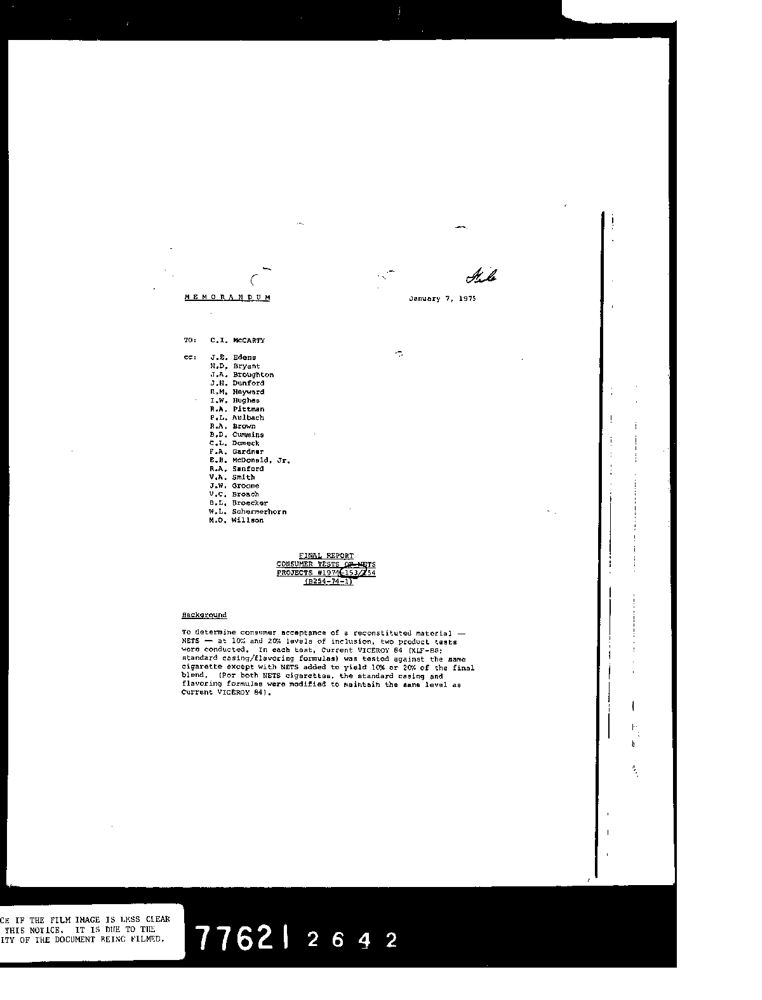 File
MEMORANDUM
January 7, 1975
TO: C.I. McCARTY
cc: J.E. Edens
N.D. Bryant
J.A. Broughton
J.H. Dunford
R.M. Hayward
I.W. Hughes
R.A. Pittman
P.L. Aulbach
R.A. Brown
B.D. Cummins
C.L. Domeck
F.A. Gardner
E.B. McDonald, Jr.
R.A. Sanford
V.A. Smith
J.W. Groome
V.C. Broach
B.L. Broecker
W.L. Schermerhorn
M.O. Willson
FINAL REPORT
CONSUMER TESTS OF NETS
PROJECTS #1974-153/254
(B254-74-1)
Background
To determine consumer acceptance of a reconstituted material —
NETS — at 10% and 20% levels of inclusion, two product tests
were conducted. In each test, Current VICEROY 84 (KLF-88:
standard casing/flavoring formulas) was tested against the same
cigarette except with NETS added to yield 10% or 20% of the final
blend. (For both NETS cigarettes, the standard casing and
flavoring formulas were modified to maintain the same level as
Current VICEROY 84).
CE IF THE FILM IMAGE IS LESS CLEAR
THIS NOTICE. IT IS DUE TO THE
ITY OF THE DOCUMENT BEING FILMED.
77621 2642